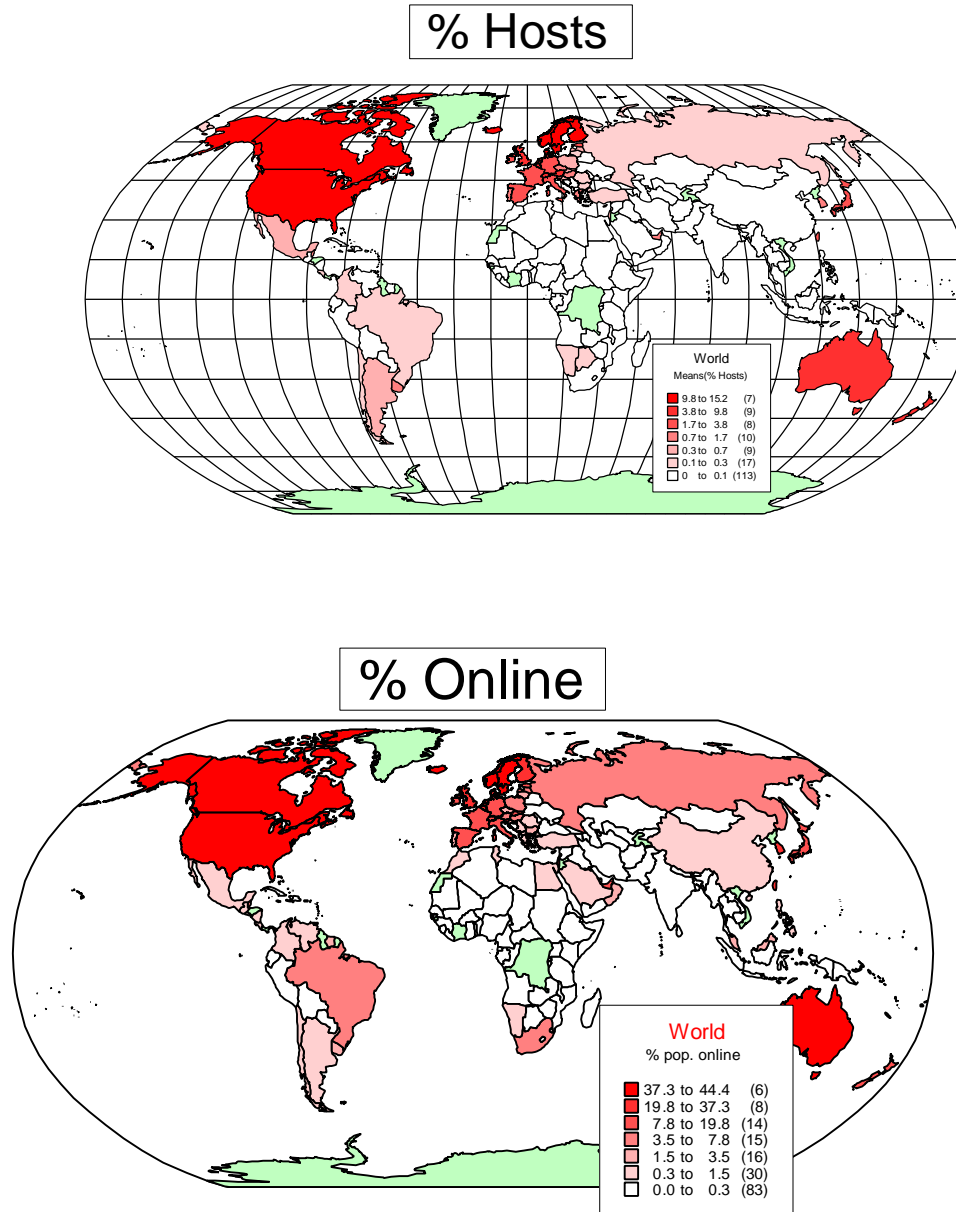 % Hosts
World
Means(% Hosts)
9.8 to 15.2 (7)
3.8 to 9.8 (9)
1.7 to 3.8 (8)
0.7 to 1.7 (10)
0.3 to 0.7 (9)
0.1 to 0.3 (17)
0 to 0.1 (113)
% Online
World
% pop. online
37.3 to 44.4 (6)
19.8 to 37.3 (8)
7.8 to 19.8 (14)
3.5 to 7.8 (15)
1.5 to 3.5 (16)
0.3 to 1.5 (30)
0.0 to 0.3 (83)